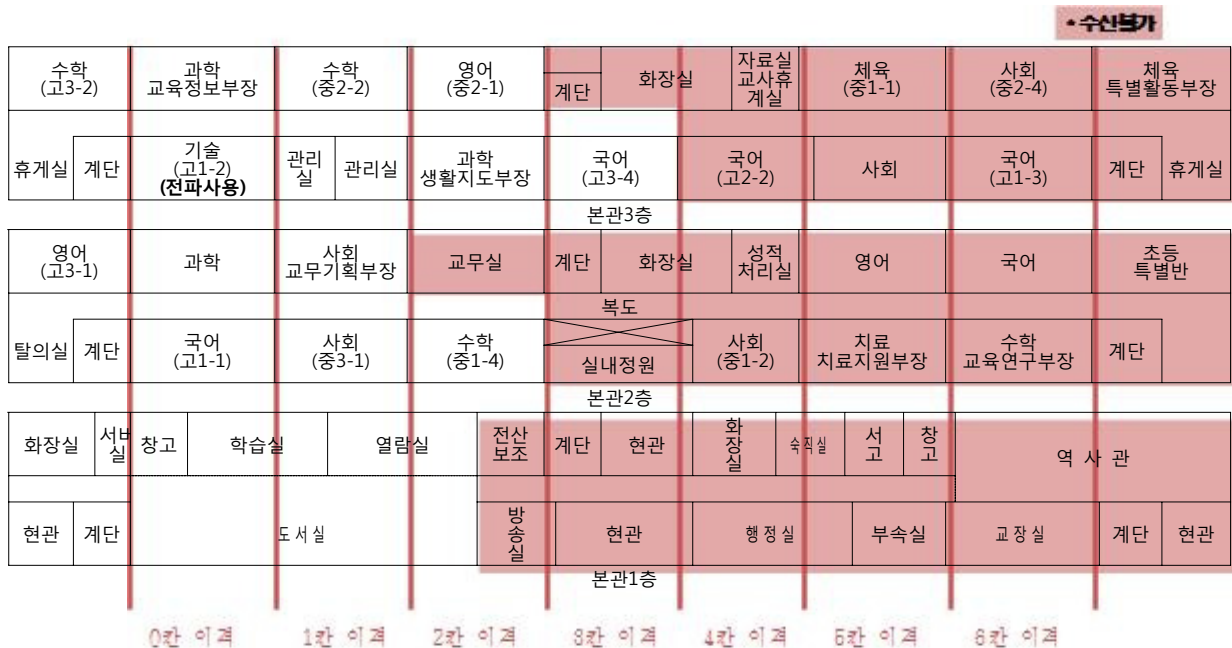 • 수신불가
수학 과학 수학 영어 자료실 체육 사회 체육
(고3-2) 교육정보부장 (중2-2) (중2-1) 계단 화장실 교사휴 (중1-1) (중2-4) 특별활동부장
계실
휴게실 계단 기술 관리 관리실 과학 국어 국어 사회 국어 계단 휴게실
(고1-2) 실 생활지도부장 (고3-4) (고2-2) (고1-3)
(전파사용)
본관3층
영어 과학 사회 교무실 계단 화장실 성적 영어 국어 초등
(고3-1) 교무기획부장 처리실 특별반
복도
탈의실 계단 국어 사회 수학 사회 치료 수학 계단
(고1-1) (중3-1) (중1-4) 실내정원 (중1-2) 치료지원부장 교육연구부장
본관2층
화장실 서버 창고 학습실 열람실 전산 계단 현관 화 숙직실 서 창 역 사 관
실 보조 장 고 고
실
현관 계단 도서실 방 현관 행정실 부속실 교장실 계단 현관
송
실
본관1층
0칸 이격 1칸 이격 2칸 이격 3칸 이격 4칸 이격 5칸 이격 6칸 이격